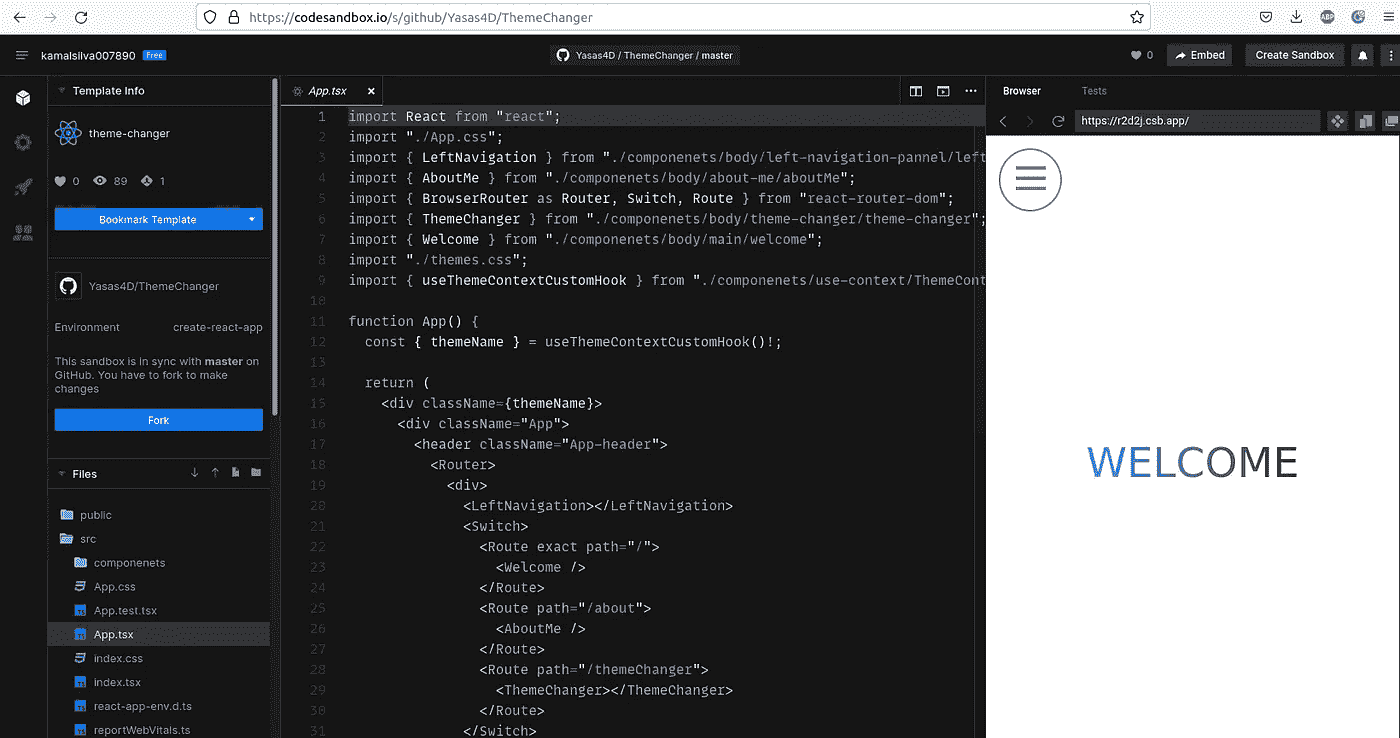 https://codesandbox.io/s/github/Yasas4D/ThemeChanger
ABP
kamalsilva007890 Free
Yasas4D / ThemeChanger / master
0
Embed
Create Sandbox
Template Info
theme-changer
0 89 1
Bookmark Template
Yasas4D/ThemeChanger
Environment create-react-app
This sandbox is in sync with master on
GitHub. You have to fork to make
changes
Fork
Files
public
src
componenets
App.css
App.test.tsx
App.tsx
index.css
index.tsx
react-app-env.d.ts
reportWebVitals.ts
App.tsx
1 import React from "react";
2 import "./App.css";
3 import { LeftNavigation } from "./componenets/body/left-navigation-pannel/left
4 import { AboutMe } from "./componenets/body/about-me/aboutMe";
5 import { BrowserRouter as Router, Switch, Route } from "react-router-dom";
6 import { ThemeChanger } from "./componenets/body/theme-changer/theme-changer";
7 import { Welcome } from "./componenets/body/main/welcome";
8 import "./themes.css";
9 import { useThemeContextCustomHook } from "./componenets/use-context/ThemeCont
10
11 function App() {
12 const { themeName } = useThemeContextCustomHook()!;
13
14 return (
15 <div className={themeName}>
16 <div className="App">
17 <header className="App-header">
18 <Router>
19 <div>
20 <LeftNavigation></LeftNavigation>
21 <Switch>
22 <Route exact path="/">
23 <Welcome />
24 </Route>
25 <Route path="/about">
26 <AboutMe />
27 </Route>
28 <Route path="/themeChanger">
29 <ThemeChanger></ThemeChanger>
30 </Route>
31 </Switch>
Browser Tests
https://r2d2j.csb.app/
WELCOME